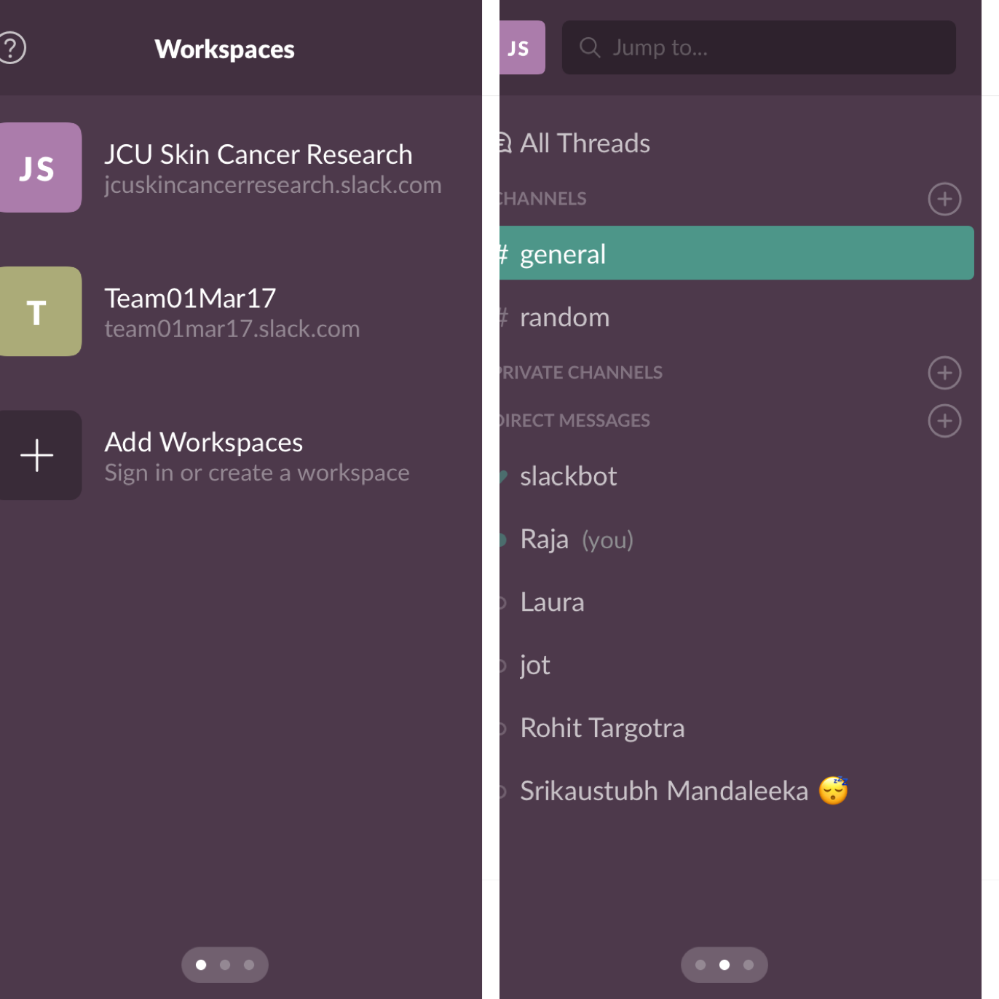 Workspaces
JS
JCU Skin Cancer Research
jcuskincancerresearch.slack.com
T
Team01Mar17
team01mar17.slack.com
Add Workspaces
Sign in or create a workspace
JS
Jump to...
All Threads
CHANNELS
# general
# random
PRIVATE CHANNELS
DIRECT MESSAGES
slackbot
Raja (you)
Laura
jot
Rohit Targotra
Srikaustubh Mandaleeka